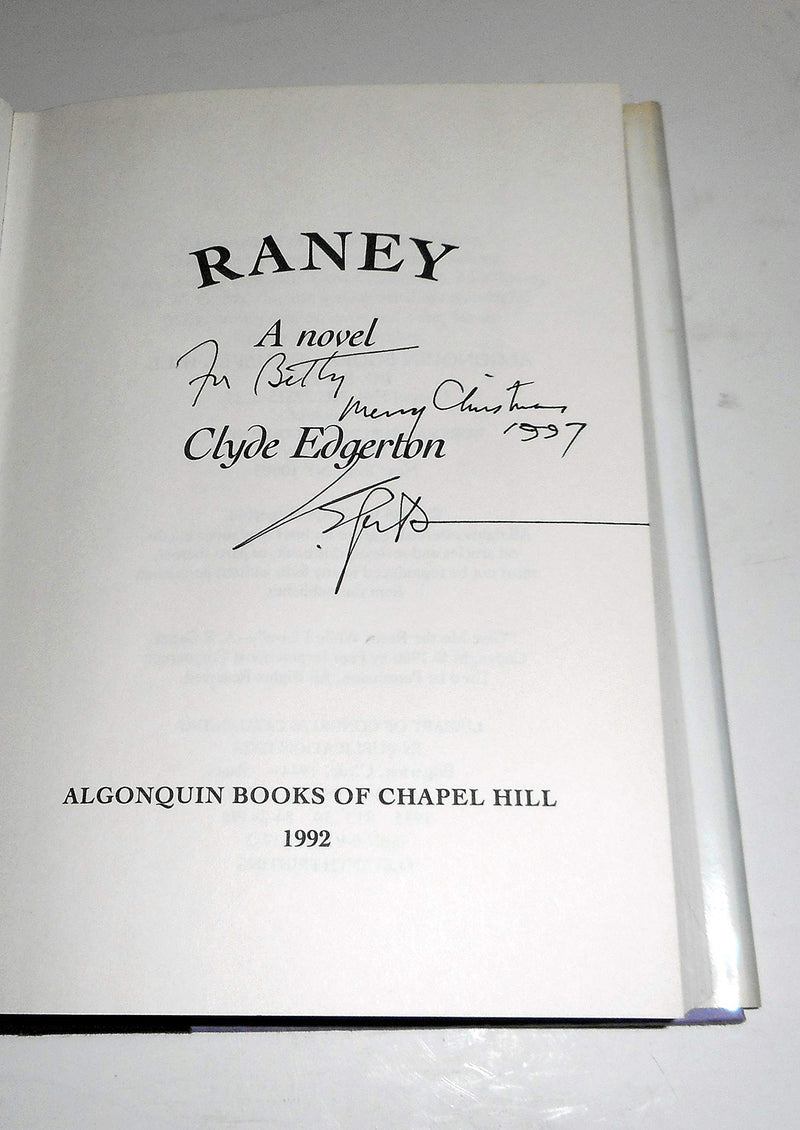 RANEY
A novel
For Betty
Merry Christmas
1997
Clyde Edgerton
ALGONQUIN BOOKS OF CHAPEL HILL
1992